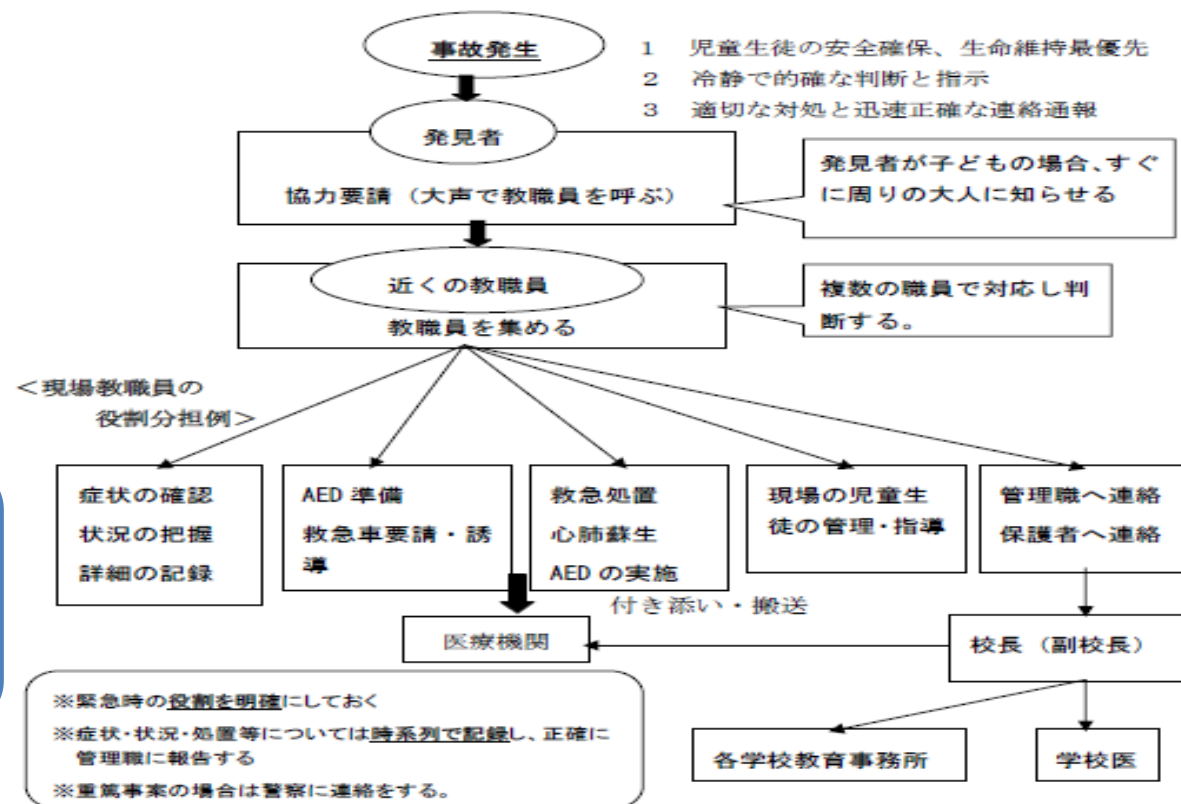 事故発生
1 児童生徒の安全確保、生命維持最優先
2 冷静で的確な判断と指示
3 適切な対処と迅速正確な連絡通報
発見者
協力要請（大声で教職員を呼ぶ）
発見者が子どもの場合、すぐ
に周りの大人に知らせる
近くの教職員
教職員を集める
複数の職員で対応し判
断する。
＜現場教職員の
役割分担例＞
症状の確認
状況の把握
詳細の記録
AED 準備
救急車要請・誘
導
救急処置
心肺蘇生
AED の実施
現場の児童生
徒の管理・指導
管理職へ連絡
保護者へ連絡
付き添い・搬送
医療機関
校長（副校長）
※緊急時の役割を明確にしておく
※症状・状況・処置等については時系列で記録し、正確に
管理職に報告する
※重篤事案の場合は警察に連絡をする。
各学校教育事務所
学校医